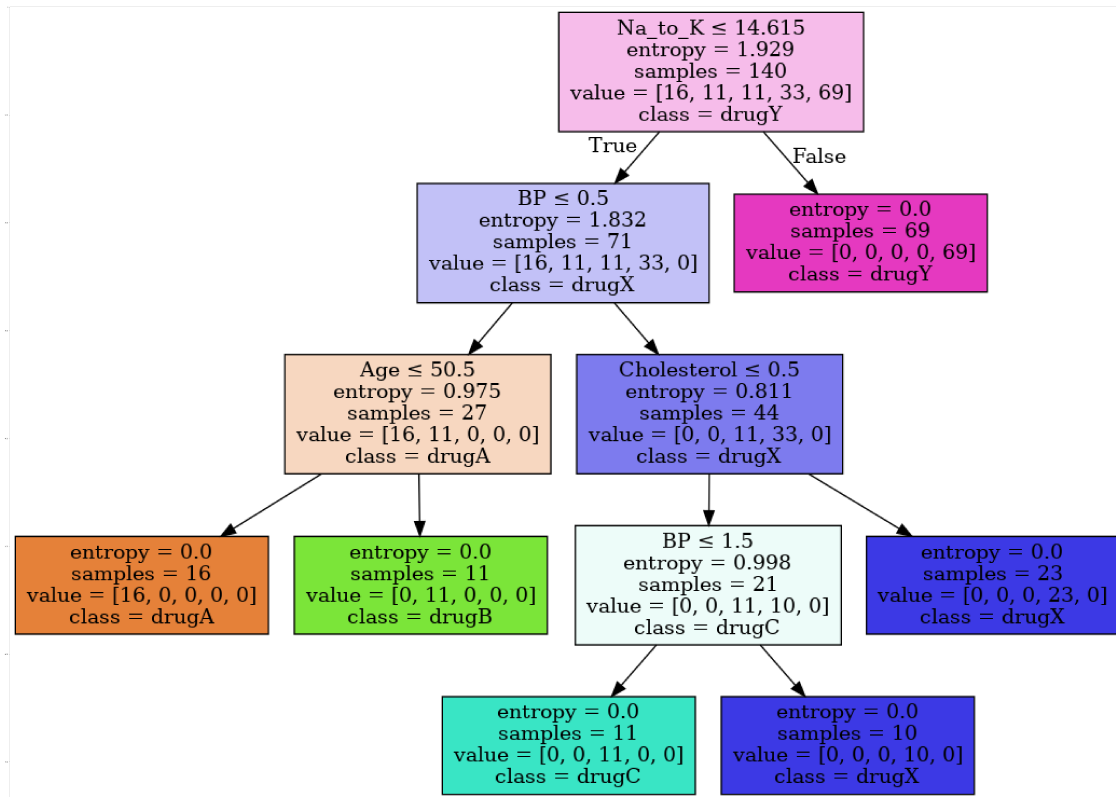 Na_to_K ≤ 14.615
entropy = 1.929
samples = 140
value = [16, 11, 11, 33, 69]
class = drugY
True
False
BP ≤ 0.5
entropy = 1.832
samples = 71
value = [16, 11, 11, 33, 0]
class = drugX
entropy = 0.0
samples = 69
value = [0, 0, 0, 0, 69]
class = drugY
Age ≤ 50.5
entropy = 0.975
samples = 27
value = [16, 11, 0, 0, 0]
class = drugA
Cholesterol ≤ 0.5
entropy = 0.811
samples = 44
value = [0, 0, 11, 33, 0]
class = drugX
entropy = 0.0
samples = 16
value = [16, 0, 0, 0, 0]
class = drugA
entropy = 0.0
samples = 11
value = [0, 11, 0, 0, 0]
class = drugB
BP ≤ 1.5
entropy = 0.998
samples = 21
value = [0, 0, 11, 10, 0]
class = drugC
entropy = 0.0
samples = 23
value = [0, 0, 0, 23, 0]
class = drugX
entropy = 0.0
samples = 11
value = [0, 0, 11, 0, 0]
class = drugC
entropy = 0.0
samples = 10
value = [0, 0, 0, 10, 0]
class = drugX